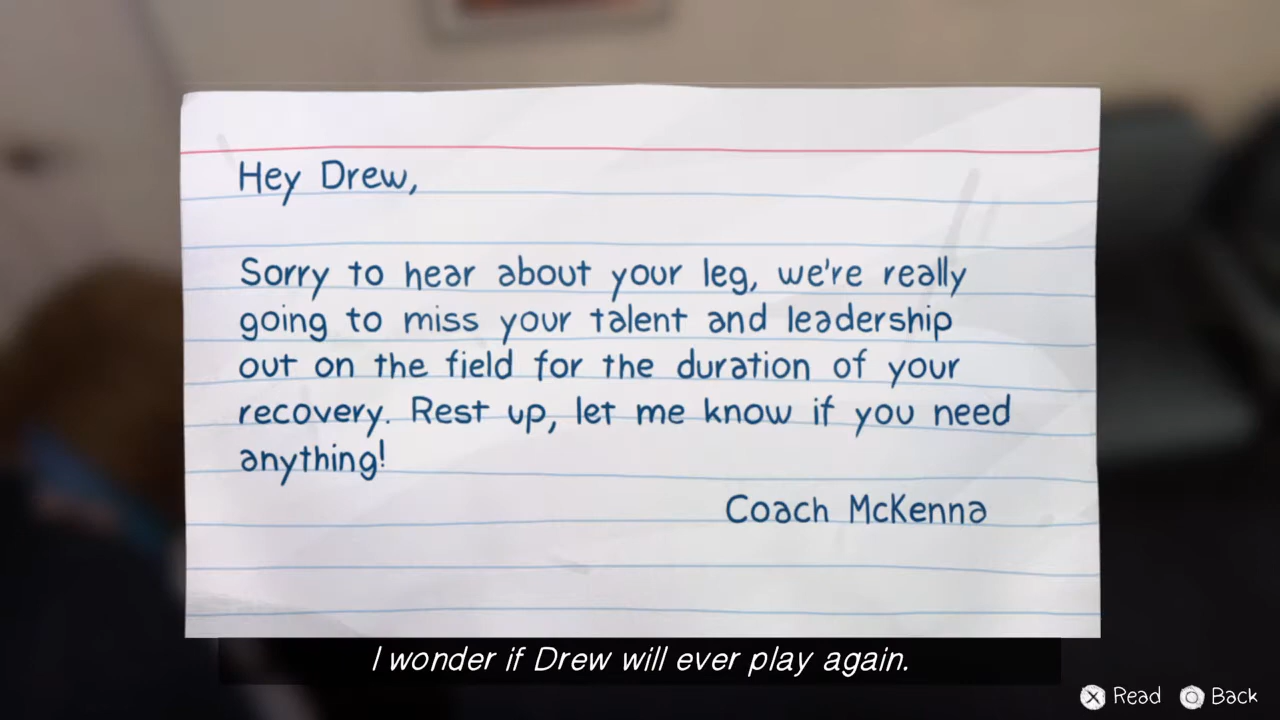 Hey Drew,
Sorry to hear about your leg, we're really
going to miss your talent and leadership
out on the field for the duration of your
recovery. Rest up, let me know if you need
anything!
Coach McKenna
I wonder if Drew will ever play again.
Read Back